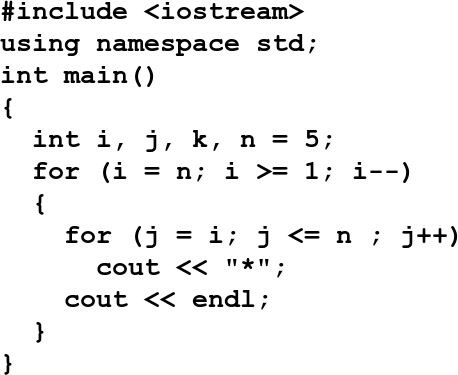 #include <iostream>
using namespace std;
int main()
{
  int i, j, k, n = 5;
  for (i = n; i >= 1; i--)
  {
    for (j = i; j <= n ; j++)
      cout << "*";
    cout << endl;
  }
}